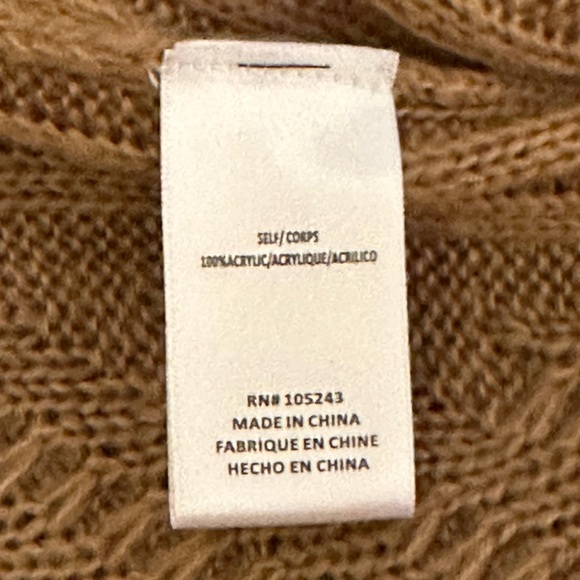 SELF/ CORPS
100%ACRYLIC/ACRYLIQUE/ACRILICO
RN# 105243
MADE IN CHINA
FABRIQUE EN CHINE
HECHO EN CHINA